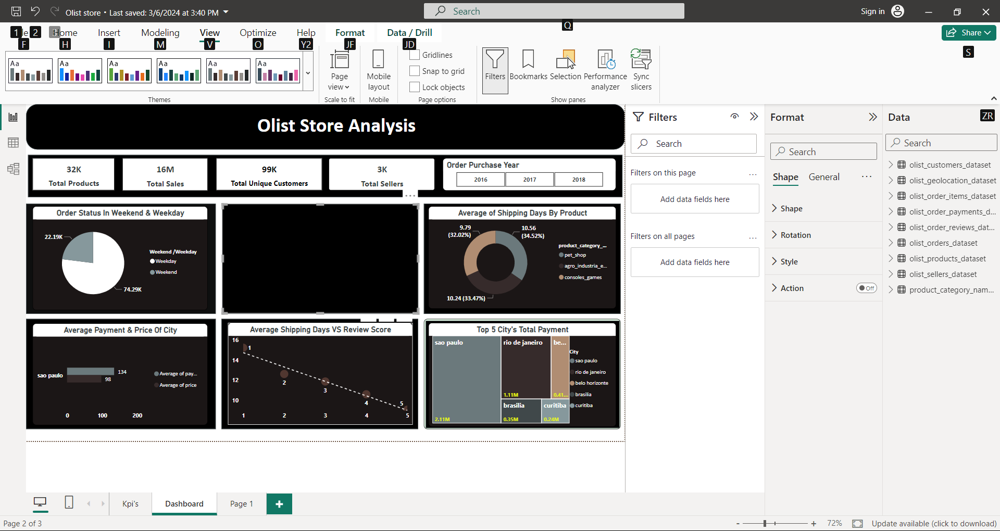 Olist store • Last saved: 3/6/2024 at 3:40 PM
Search
Sign in
1 2 Home Insert Modeling View Optimize Help Format Data / Drill
Q
Share
F H I M V O Y2 JF JD
S
Aa Aa Aa Aa Aa Aa
Page view
Mobile layout
Gridlines
Snap to grid
Lock objects
Filters
Bookmarks
Selection
Performance analyzer
Sync slicers
Themes
Scale to fit
Mobile
Page options
Show panes
Olist Store Analysis
32K
Total Products
16M
Total Sales
99K
Total Unique Customers
3K
Total Sellers
Order Purchase Year
2016 2017 2018
Order Status In Weekend & Weekday
22.19K
74.29K
Weekend /Weekday
Weekday
Weekend
Average of Shipping Days By Product
9.79
(32.02%)
10.56
(34.52%)
10.24 (33.47%)
product_category_...
pet_shop
agro_industria_e...
consoles_games
Average Payment & Price Of City
sao paulo
134
98
0 100 200
Average of pay...
Average of price
Average Shipping Days VS Review Score
16
14
12
10
1
2
3
4
5
1 2 3 4 5
Top 5 City's Total Payment
sao paulo
2.11M
rio de janeiro
1.11M
be...
0.41...
brasilia
0.35M
curitiba
0.24M
City
sao paulo
rio de janeiro
belo horizonte
brasilia
curitiba
Filters
Search
Filters on this page
...
Add data fields here
Filters on all pages
...
Add data fields here
Format
Search
Shape General ...
Shape
Rotation
Style
Action
Off
Data
ZR
Search
olist_customers_dataset
olist_geolocation_dataset
olist_order_items_dataset
olist_order_payments_d...
olist_order_reviews_dat...
olist_orders_dataset
olist_products_dataset
olist_sellers_dataset
product_category_nam...
Kpi's
Dashboard
Page 1
+
Page 2 of 3
- + 72%
Update available (click to download)